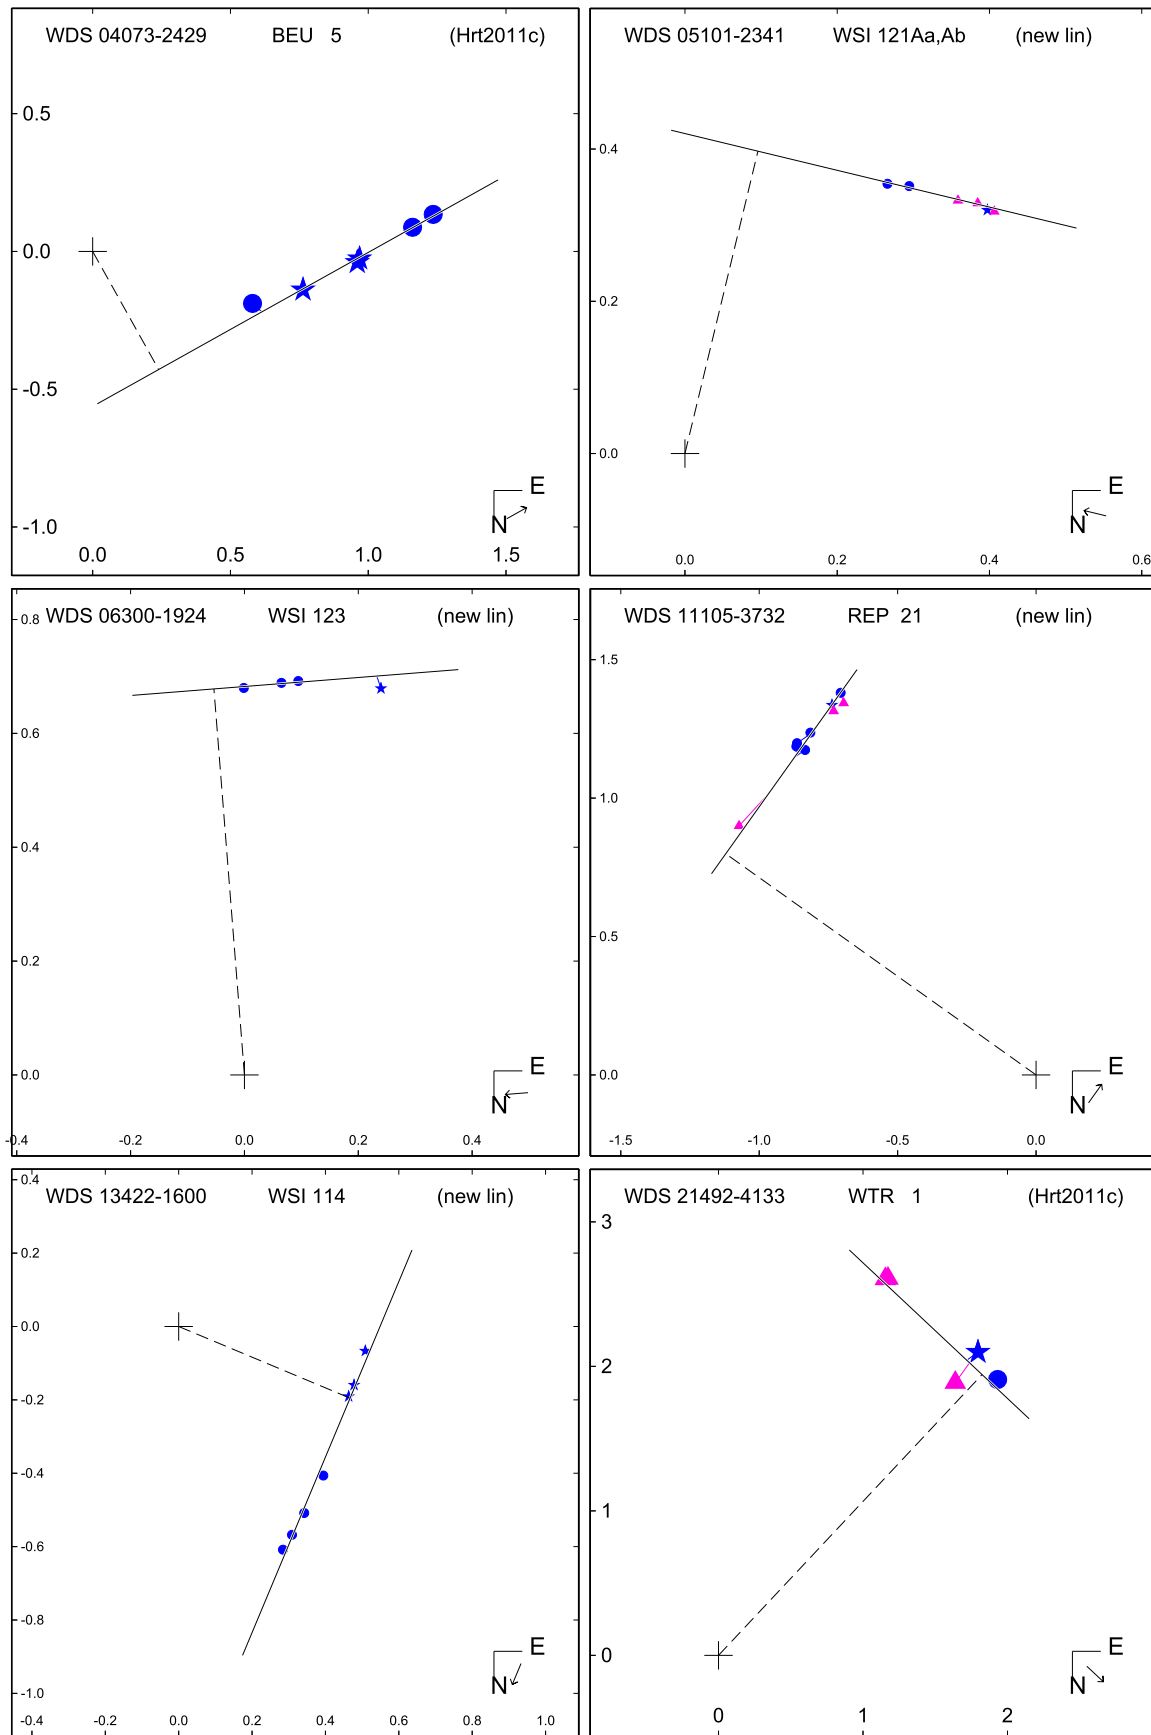 WDS 04073-2429 BEU 5 (Hrt2011c)
0.5
0.0
-0.5
-1.0
E
N
0.0 0.5 1.0 1.5
WDS 05101-2341 WSI 121Aa,Ab (new lin)
0.4
0.2
0.0
E
N
0.0 0.2 0.4 0.6
WDS 06300-1924 WSI 123 (new lin)
0.8
0.6
0.4
0.2
0.0
E
N
-0.4 -0.2 0.0 0.2 0.4
WDS 11105-3732 REP 21 (new lin)
1.5
1.0
0.5
0.0
E
N
-1.5 -1.0 -0.5 0.0
WDS 13422-1600 WSI 114 (new lin)
0.4
0.2
0.0
-0.2
-0.4
-0.6
-0.8
-1.0
E
N
-0.4 -0.2 0.0 0.2 0.4 0.6 0.8 1.0
WDS 21492-4133 WTR 1 (Hrt2011c)
3
2
1
0
E
N
0 1 2